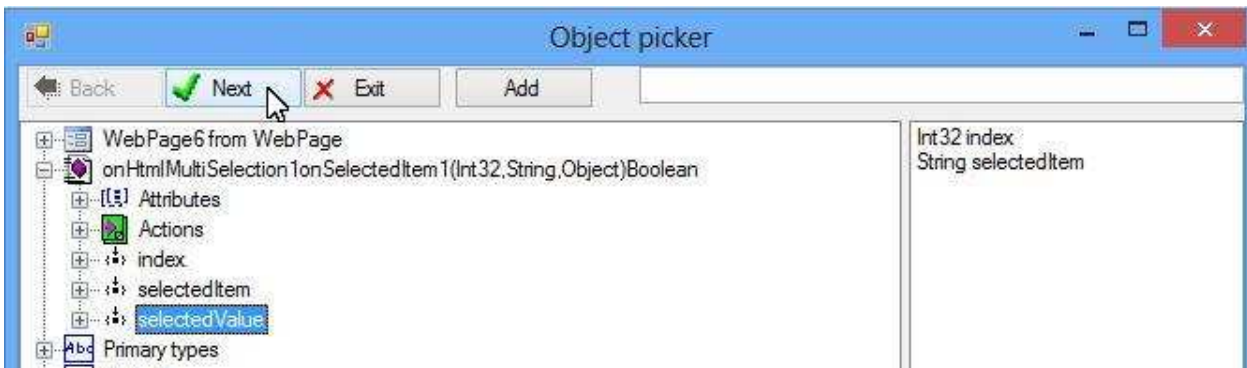 Object picker
Back Next Exit Add
WebPage6 from WebPage
onHtmlMultiSelection1onSelectedItem1(Int32,String,Object)Boolean
Attributes
Actions
index
selectedItem
selectedValue
Abc Primary types
Int32 index
String selectedItem